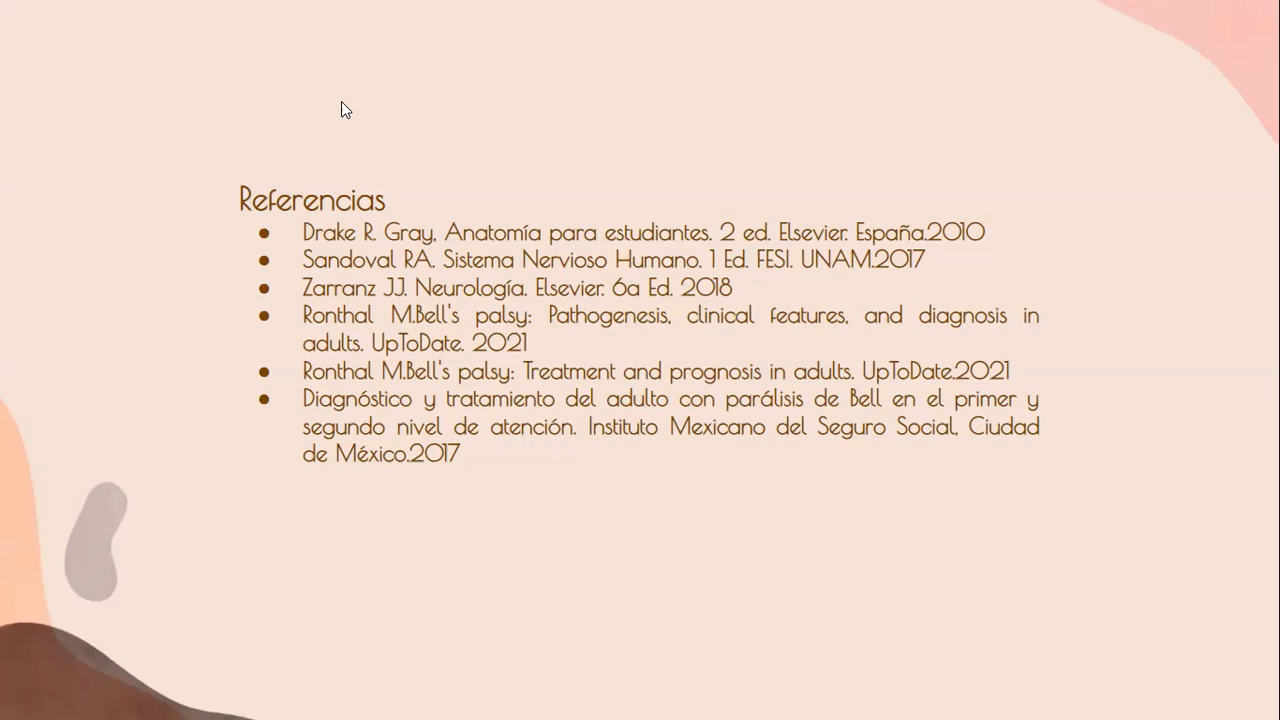 Referencias
● Drake R. Gray, Anatomía para estudiantes. 2 ed. Elsevier. España.2010
● Sandoval RA. Sistema Nervioso Humano. 1 Ed. FESI. UNAM.2017
● Zarranz JJ. Neurología. Elsevier. 6a Ed. 2018
● Ronthal M.Bell's palsy: Pathogenesis, clinical features, and diagnosis in
adults. UpToDate. 2021
● Ronthal M.Bell's palsy: Treatment and prognosis in adults. UpToDate.2021
● Diagnóstico y tratamiento del adulto con parálisis de Bell en el primer y
segundo nivel de atención. Instituto Mexicano del Seguro Social, Ciudad
de México.2017